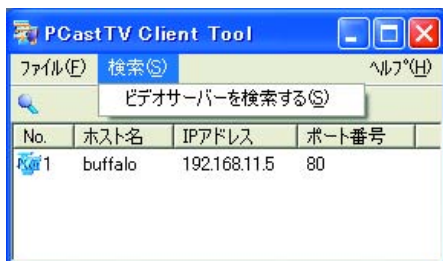 PCastTV Client Tool
ファイル(F) 検索(S) ヘルプ(H)
ビデオサーバーを検索する(S)
No. ホスト名 IPアドレス ポート番号
1 buffalo 192.168.11.5 80